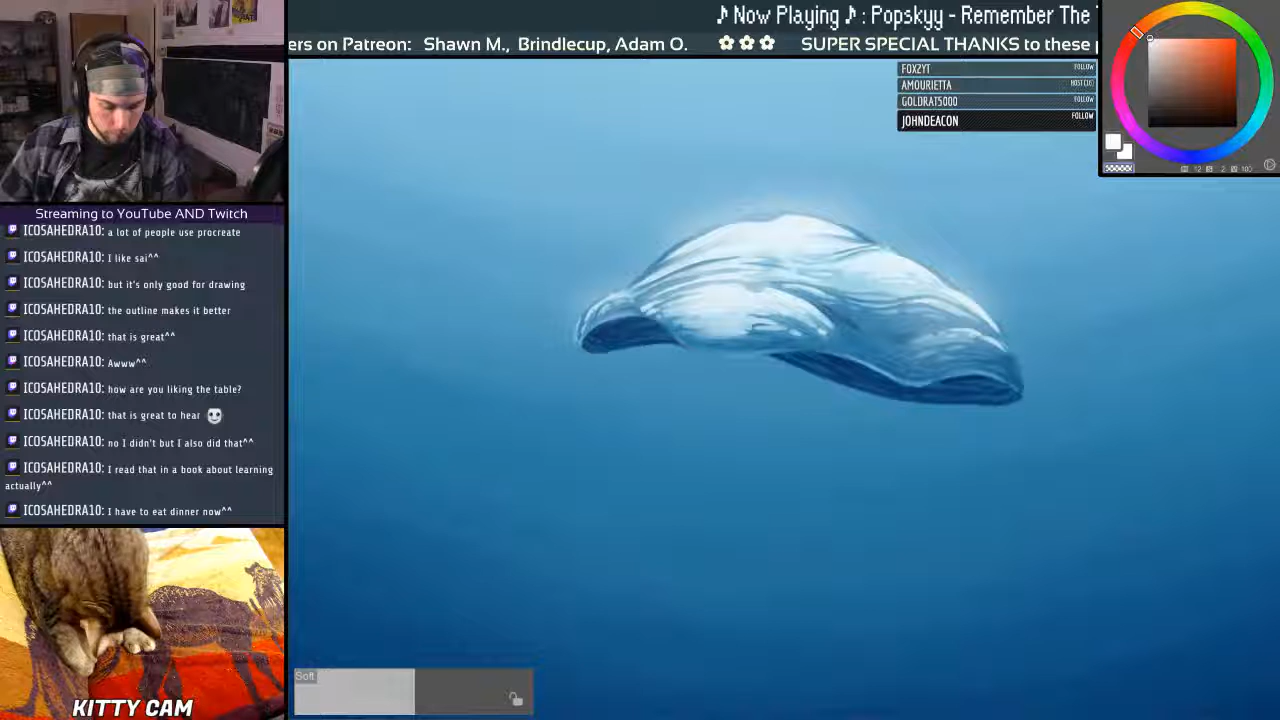 ♪ Now Playing ♪ : Popskyy - Remember The
ers on Patreon: Shawn M., Brindlecup, Adam O. ✿ ✿ ✿ SUPER SPECIAL THANKS to these
FOXZYT FOLLOW
AMOURIETTA
GOLDRAT5000 FOLLOW
JOHNDEACON FOLLOW
Streaming to YouTube AND Twitch
ICOSAHEDRA10: a lot of people use procreate
ICOSAHEDRA10: I like sai^^
ICOSAHEDRA10: but it's only good for drawing
ICOSAHEDRA10: the outline makes it better
ICOSAHEDRA10: that is great^^
ICOSAHEDRA10: Awww^^
ICOSAHEDRA10: how are you liking the table?
ICOSAHEDRA10: that is great to hear
ICOSAHEDRA10: no I didn't but I also did that^^
ICOSAHEDRA10: I read that in a book about learning
actually^^
ICOSAHEDRA10: I have to eat dinner now^^
KITTY CAM
Soft